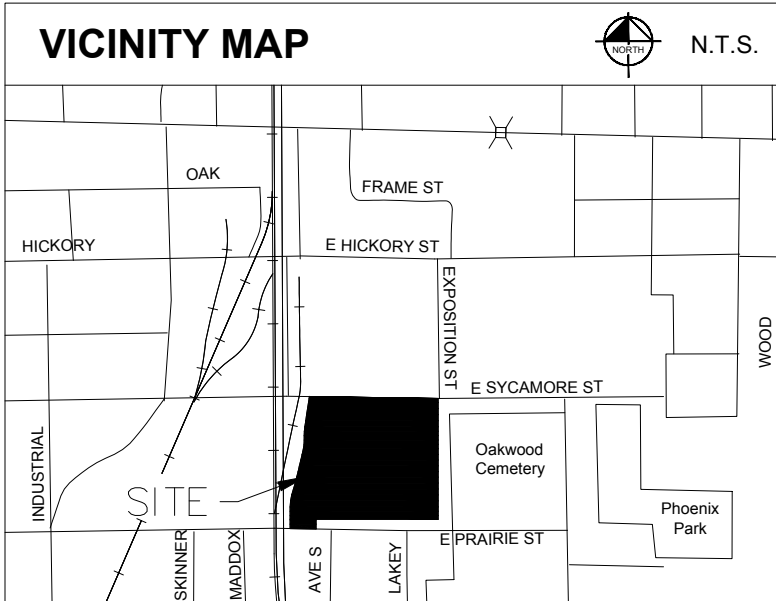 VICINITY MAP
NORTH
N.T.S.
OAK
FRAME ST
HICKORY
E HICKORY ST
EXPOSITION ST
WOOD
E SYCAMORE ST
INDUSTRIAL
Oakwood
Cemetery
SITE
Phoenix
Park
E PRAIRIE ST
SKINNER
MADDOX
AVE S
LAKEY